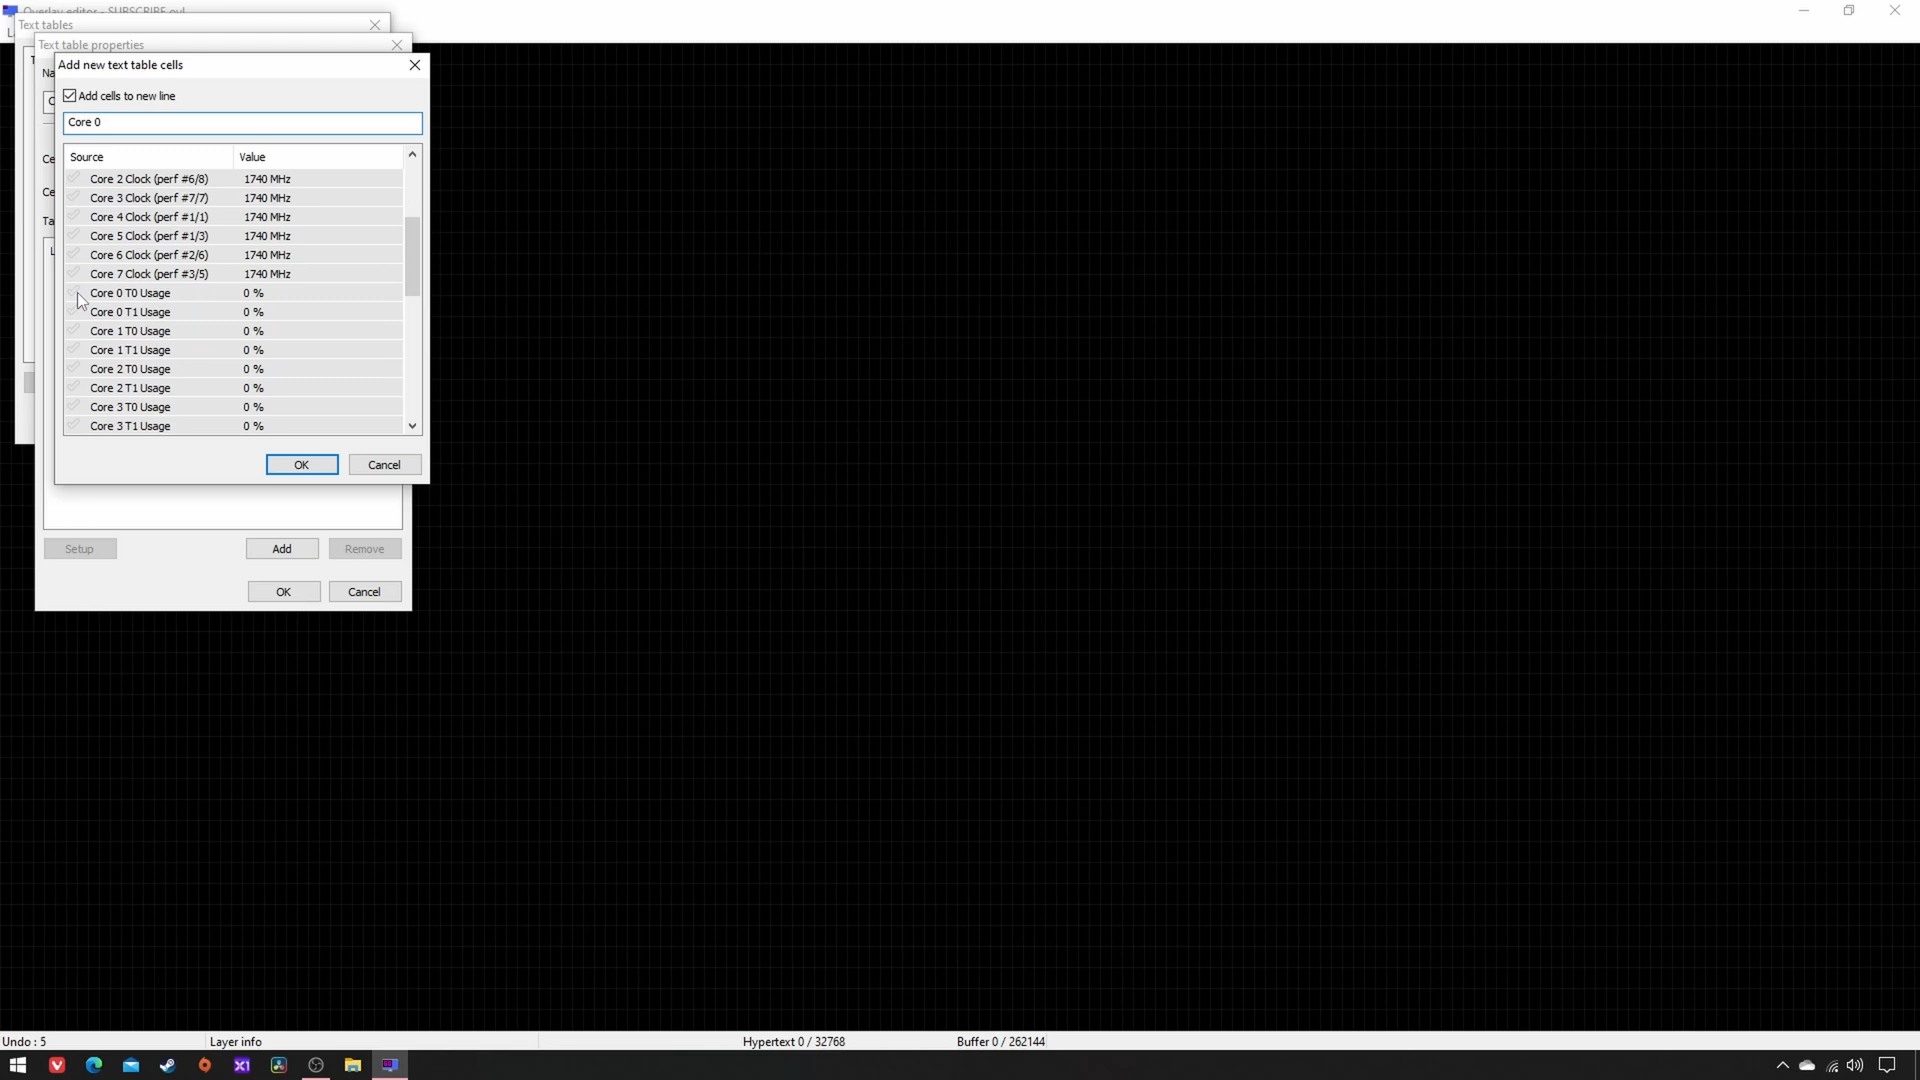 Overlay editor - SUBSCRIBE.ovl
Text tables
Text table properties
Add new text table cells
Add cells to new line
Core 0
Source Value
Core 2 Clock (perf #6/8) 1740 MHz
Core 3 Clock (perf #7/7) 1740 MHz
Core 4 Clock (perf #1/1) 1740 MHz
Core 5 Clock (perf #1/3) 1740 MHz
Core 6 Clock (perf #2/6) 1740 MHz
Core 7 Clock (perf #3/5) 1740 MHz
Core 0 T0 Usage 0 %
Core 0 T1 Usage 0 %
Core 1 T0 Usage 0 %
Core 1 T1 Usage 0 %
Core 2 T0 Usage 0 %
Core 2 T1 Usage 0 %
Core 3 T0 Usage 0 %
Core 3 T1 Usage 0 %
OK Cancel
Setup Add Remove
OK Cancel
Undo : 5 Layer info Hypertext 0 / 32768 Buffer 0 / 262144
X1